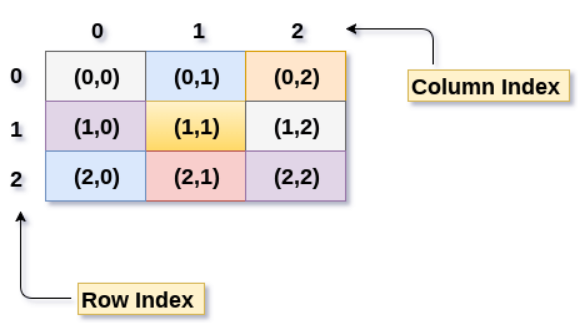 0 1 2
Column Index
0 (0,0) (0,1) (0,2)
1 (1,0) (1,1) (1,2)
2 (2,0) (2,1) (2,2)
Row Index